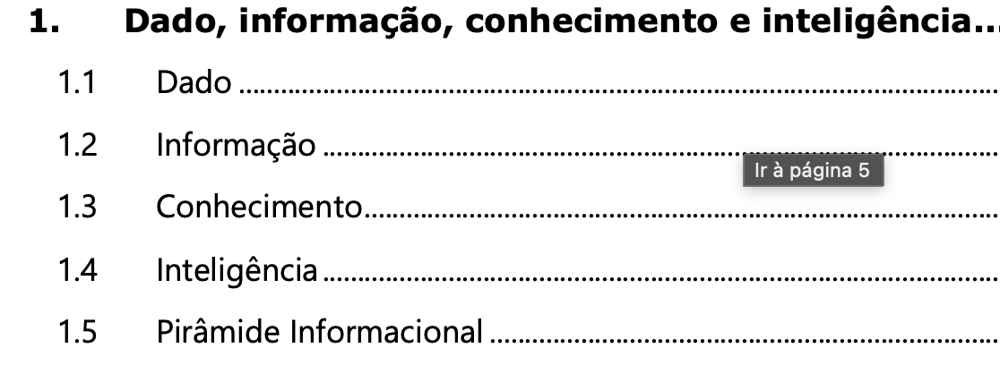 1. Dado, informação, conhecimento e inteligência...
1.1 Dado ........................................................................................
1.2 Informação ..............................................................................
Ir à página 5
1.3 Conhecimento..........................................................................
1.4 Inteligência ..............................................................................
1.5 Pirâmide Informacional ...........................................................